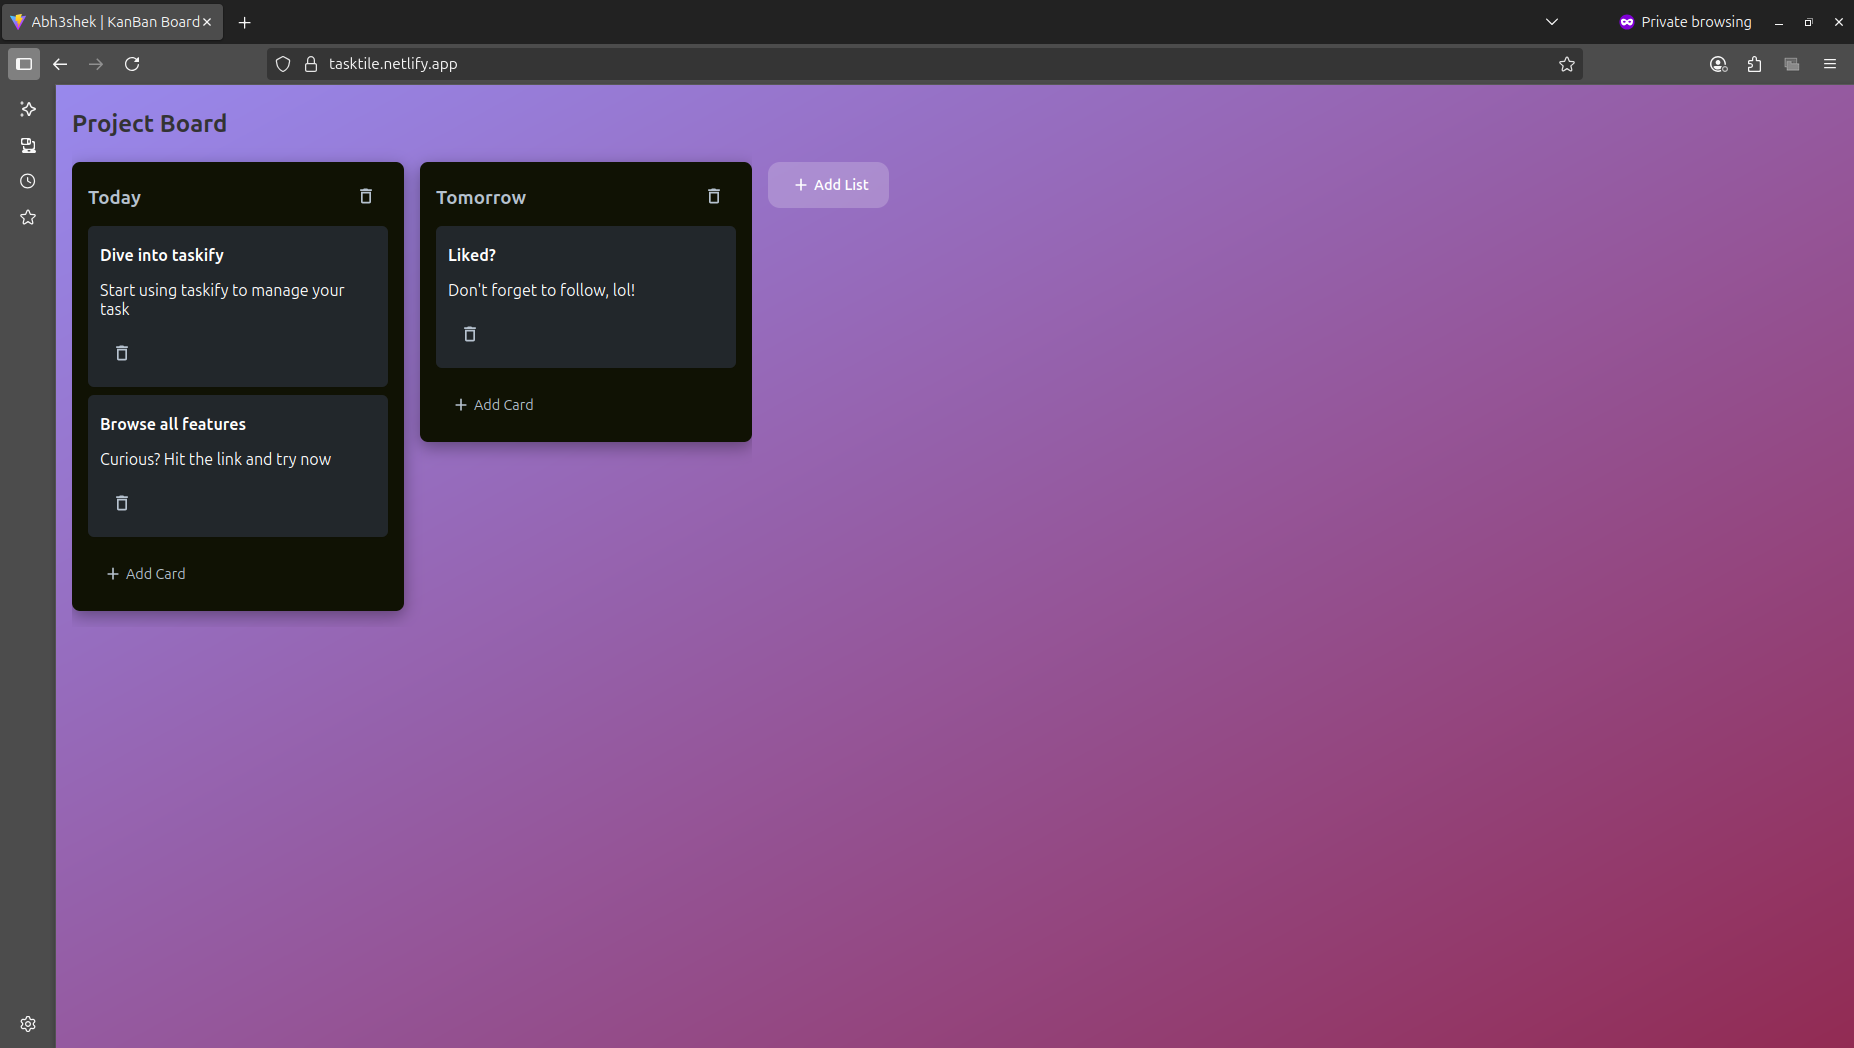 Abh3shek | KanBan Board
Private browsing
tasktile.netlify.app
Project Board
Today
Dive into taskify
Start using taskify to manage your
task
Browse all features
Curious? Hit the link and try now
Add Card
Tomorrow
Liked?
Don't forget to follow, lol!
Add Card
Add List